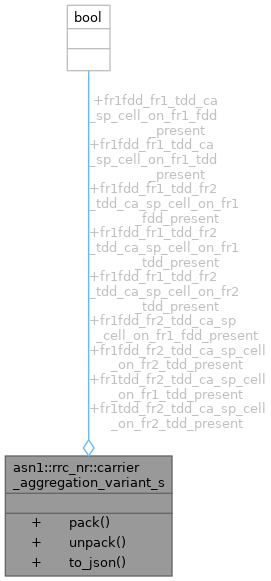 bool
+fr1fdd_fr1_tdd_ca
_sp_cell_on_fr1_fdd
_present
+fr1fdd_fr1_tdd_ca
_sp_cell_on_fr1_tdd
_present
+fr1fdd_fr1_tdd_fr2
_tdd_ca_sp_cell_on_fr1
_fdd_present
+fr1fdd_fr1_tdd_fr2
_tdd_ca_sp_cell_on_fr1
_tdd_present
+fr1fdd_fr1_tdd_fr2
_tdd_ca_sp_cell_on_fr2
_tdd_present
+fr1fdd_fr2_tdd_ca_sp
_cell_on_fr1_fdd_present
+fr1fdd_fr2_tdd_ca_sp_cell
_on_fr2_tdd_present
+fr1tdd_fr2_tdd_ca_sp_cell
_on_fr1_tdd_present
+fr1tdd_fr2_tdd_ca_sp_cell
_on_fr2_tdd_present
asn1::rrc_nr::carrier
_aggregation_variant_s
+ pack()
+ unpack()
+ to_json()